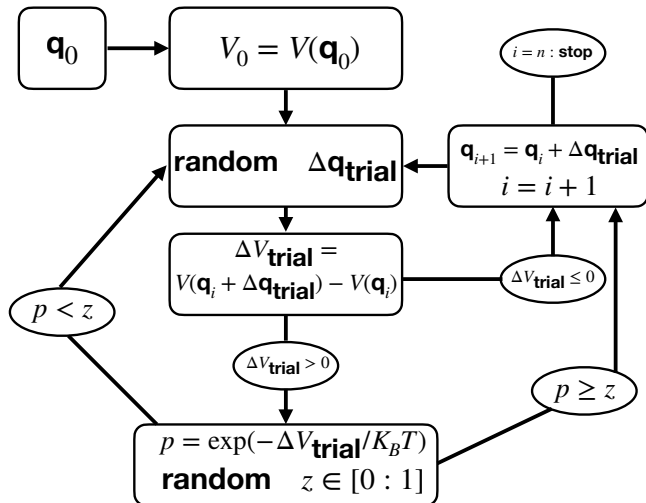 𝐪₀
V₀ = V(𝐪₀)
i = n : stop
random Δ𝐪trial
𝐪ᵢ₊₁ = 𝐪ᵢ + Δ𝐪trial
i = i + 1
ΔVtrial =
V(𝐪ᵢ + Δ𝐪trial) − V(𝐪ᵢ)
ΔVtrial ≤ 0
p < z
ΔVtrial > 0
p ≥ z
p = exp(−ΔVtrial/K_BT)
random z ∈ [0 : 1]